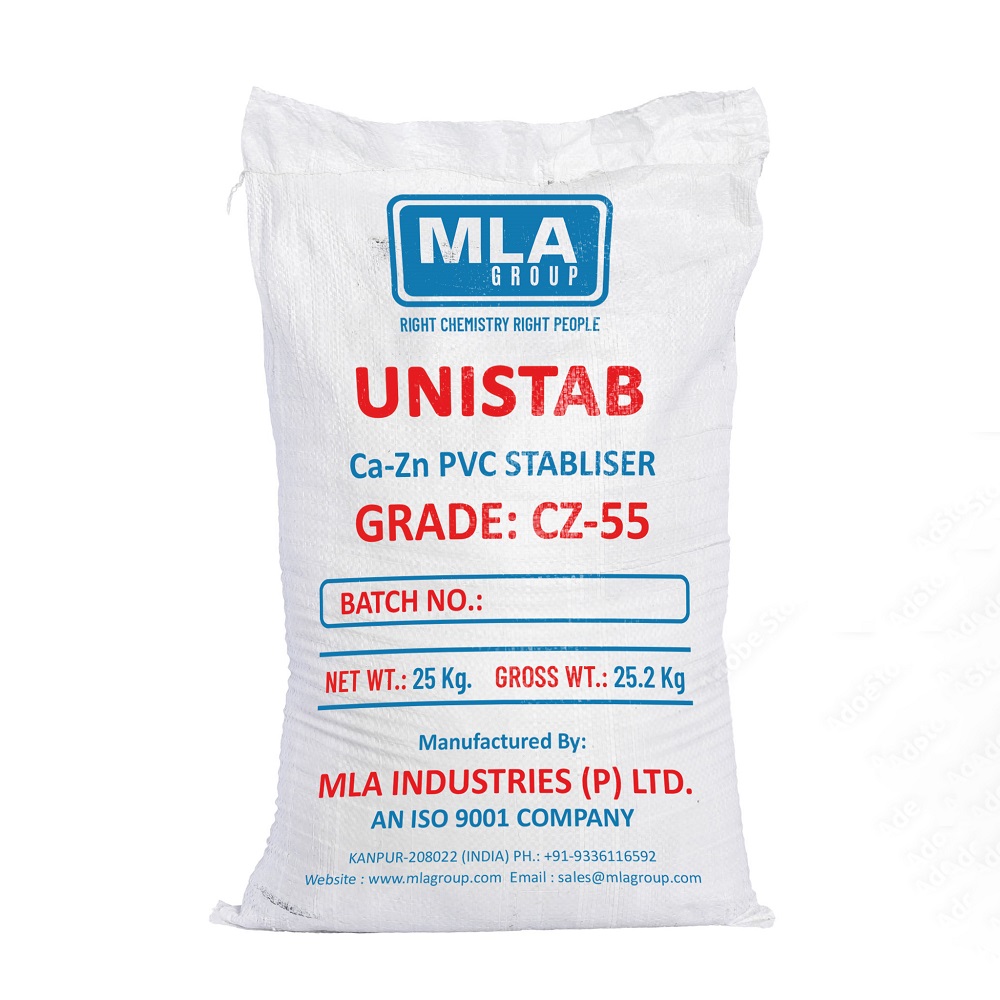 MLA
GROUP
RIGHT CHEMISTRY RIGHT PEOPLE
UNISTAB
Ca-Zn PVC STABLISER
GRADE: CZ-55
BATCH NO.:
NET WT.: 25 Kg. GROSS WT.: 25.2 Kg
Manufactured By:
MLA INDUSTRIES (P) LTD.
AN ISO 9001 COMPANY
KANPUR-208022 (INDIA) PH.: +91-9336116592
Website : www.mlagroup.com Email : sales@mlagroup.com